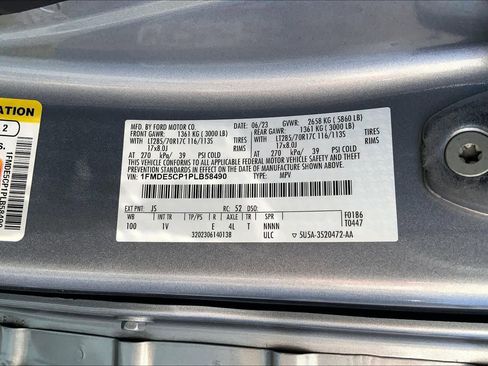 ATION
2
S.
1FMDE5CP1PLB58490
MFD. BY FORD MOTOR CO.
DATE: 06/23 GVWR: 2658 KG ( 5860 LB)
FRONT GAWR: 1361 KG ( 3000 LB) REAR GAWR: 1361 KG ( 3000 LB)
WITH LT285/70R17C 116/113S TIRES WITH LT285/70R17C 116/113S TIRES
17x8.0J RIMS 17x8.0J RIMS
AT 270 kPa/ 39 PSI COLD AT 270 kPa/ 39 PSI COLD
THIS VEHICLE CONFORMS TO ALL APPLICABLE FEDERAL MOTOR VEHICLE SAFETY, BUMPER, AND THEFT
PREVENTION STANDARDS IN EFFECT ON THE DATE OF MANUFACTURE SHOWN ABOVE.
VIN: 1FMDE5CP1PLB58490 TYPE: MPV
EXT PNT: JS RC: 52 DSO: F0186
WB INT TR TP/PS R AXLE TR SPR T0447
100 1V E 4L T NNNN
3202306140138 ULC 5U5A-3520472-AA